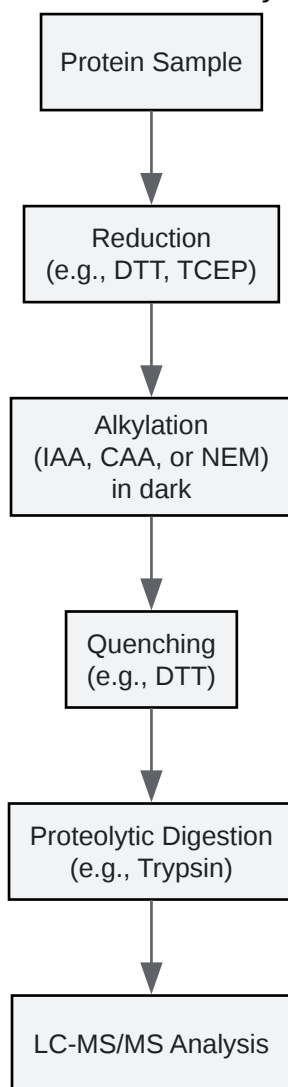 Protein Sample
Reduction
(e.g., DTT, TCEP)
Alkylation
(IAA, CAA, or NEM)
in dark
Quenching
(e.g., DTT)
Proteolytic Digestion
(e.g., Trypsin)
LC-MS/MS Analysis